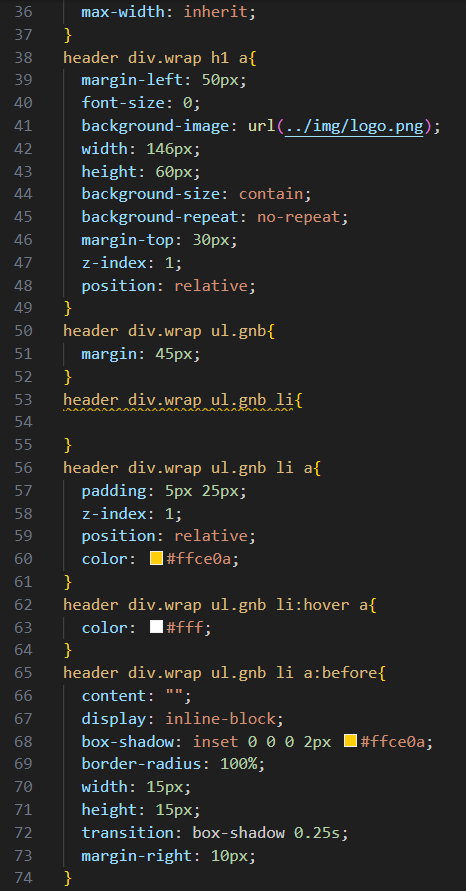 36 max-width: inherit;
37 }
38 header div.wrap h1 a{
39 margin-left: 50px;
40 font-size: 0;
41 background-image: url(../img/logo.png);
42 width: 146px;
43 height: 60px;
44 background-size: contain;
45 background-repeat: no-repeat;
46 margin-top: 30px;
47 z-index: 1;
48 position: relative;
49 }
50 header div.wrap ul.gnb{
51 margin: 45px;
52 }
53 header div.wrap ul.gnb li{
54
55 }
56 header div.wrap ul.gnb li a{
57 padding: 5px 25px;
58 z-index: 1;
59 position: relative;
60 color: #ffce0a;
61 }
62 header div.wrap ul.gnb li:hover a{
63 color: #fff;
64 }
65 header div.wrap ul.gnb li a:before{
66 content: "";
67 display: inline-block;
68 box-shadow: inset 0 0 0 2px #ffce0a;
69 border-radius: 100%;
70 width: 15px;
71 height: 15px;
72 transition: box-shadow 0.25s;
73 margin-right: 10px;
74 }